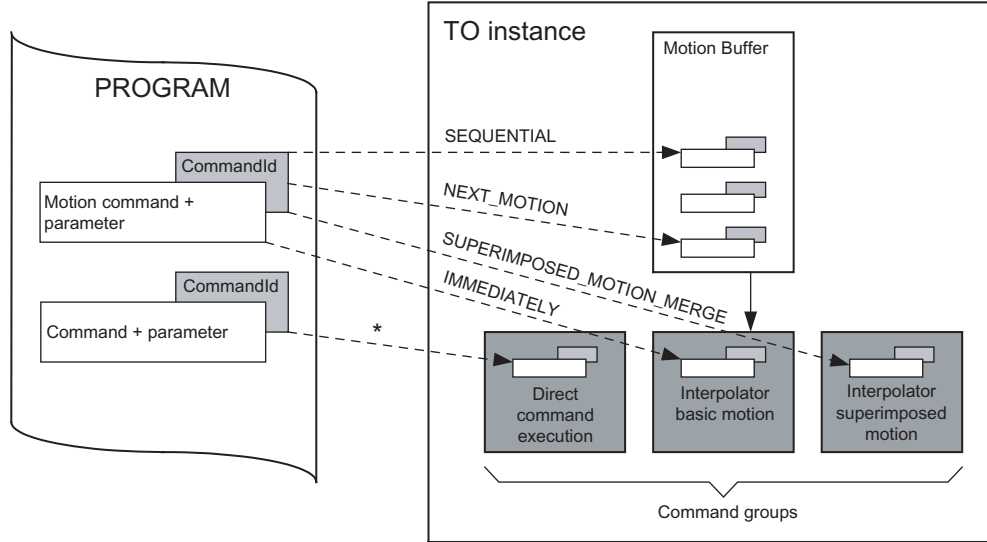 PROGRAM
CommandId
Motion command +
parameter
CommandId
Command + parameter
TO instance
Motion Buffer
SEQUENTIAL
NEXT_MOTION
SUPERIMPOSED_MOTION_MERGE
IMMEDIATELY
*
Direct
command
execution
Interpolator
basic motion
Interpolator
superimposed
motion
Command groups